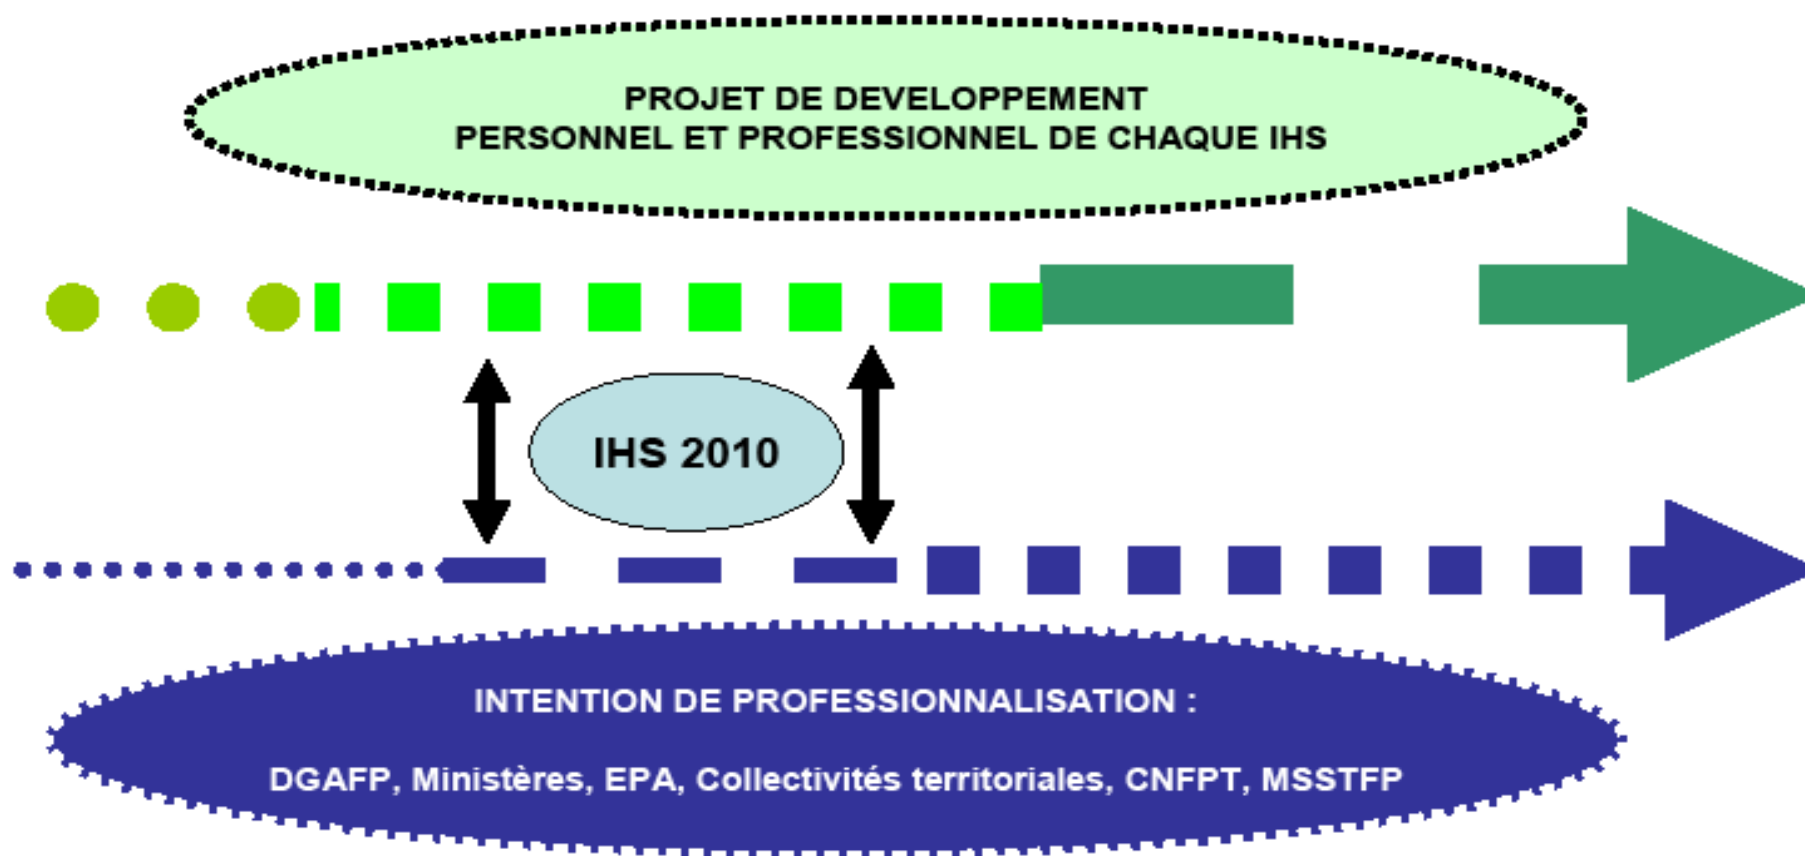 PROJET DE DEVELOPPEMENT
PERSONNEL ET PROFESSIONNEL DE CHAQUE IHS
IHS 2010
INTENTION DE PROFESSIONNALISATION :
DGAFP, Ministères, EPA, Collectivités territoriales, CNFPT, MSSTFP